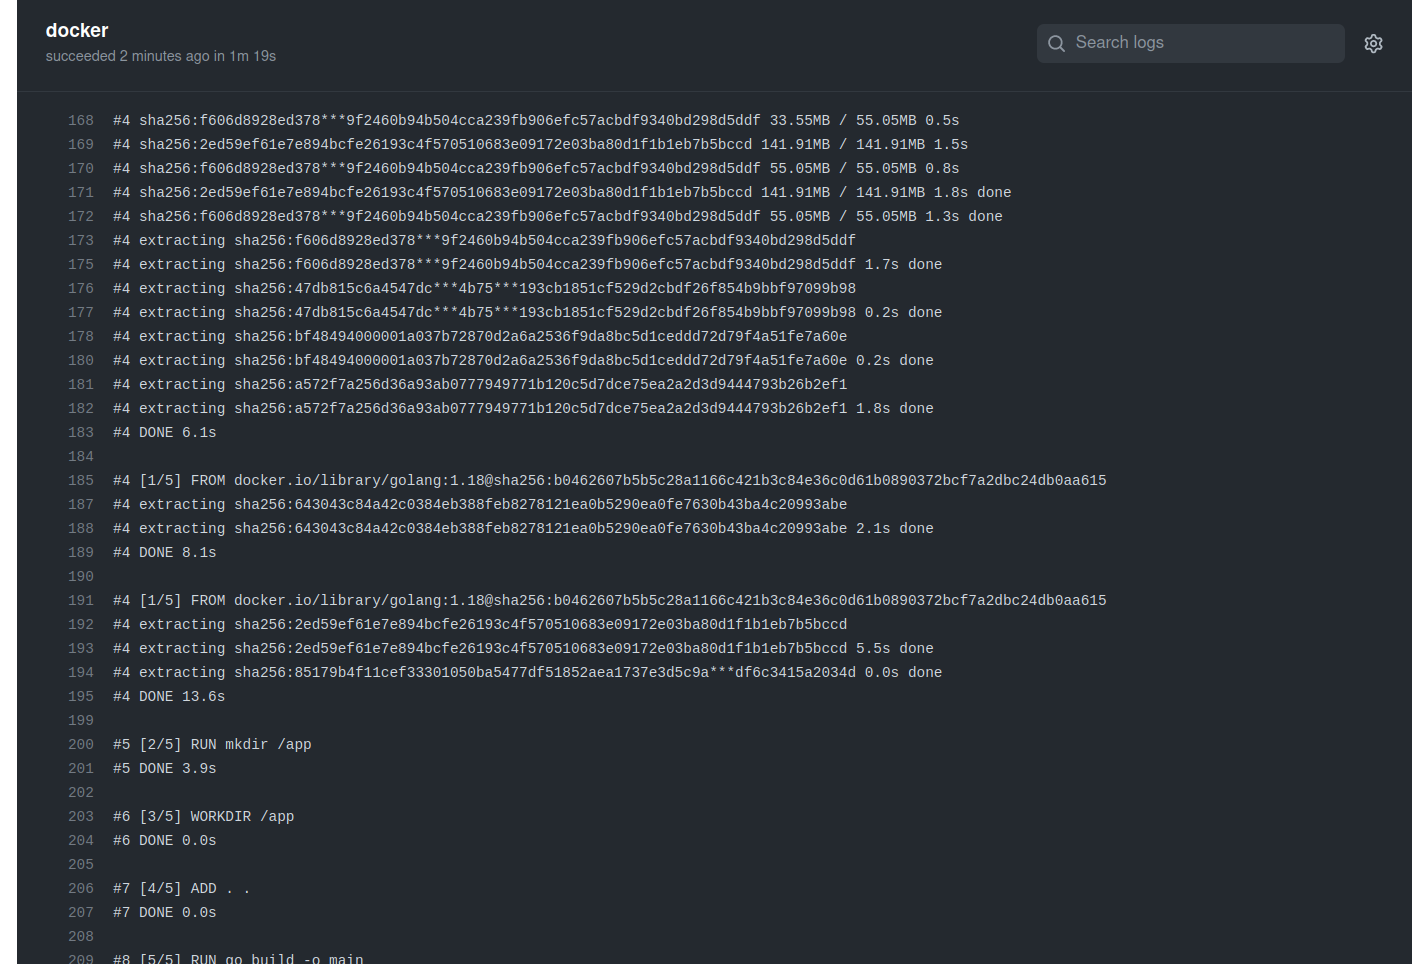 docker
succeeded 2 minutes ago in 1m 19s
Search logs
168 #4 sha256:f606d8928ed378***9f2460b94b504cca239fb906efc57acbdf9340bd298d5ddf 33.55MB / 55.05MB 0.5s
169 #4 sha256:2ed59ef61e7e894bcfe26193c4f570510683e09172e03ba80d1f1b1eb7b5bccd 141.91MB / 141.91MB 1.5s
170 #4 sha256:f606d8928ed378***9f2460b94b504cca239fb906efc57acbdf9340bd298d5ddf 55.05MB / 55.05MB 0.8s
171 #4 sha256:2ed59ef61e7e894bcfe26193c4f570510683e09172e03ba80d1f1b1eb7b5bccd 141.91MB / 141.91MB 1.8s done
172 #4 sha256:f606d8928ed378***9f2460b94b504cca239fb906efc57acbdf9340bd298d5ddf 55.05MB / 55.05MB 1.3s done
173 #4 extracting sha256:f606d8928ed378***9f2460b94b504cca239fb906efc57acbdf9340bd298d5ddf
175 #4 extracting sha256:f606d8928ed378***9f2460b94b504cca239fb906efc57acbdf9340bd298d5ddf 1.7s done
176 #4 extracting sha256:47db815c6a4547dc***4b75***193cb1851cf529d2cbdf26f854b9bbf97099b98
177 #4 extracting sha256:47db815c6a4547dc***4b75***193cb1851cf529d2cbdf26f854b9bbf97099b98 0.2s done
178 #4 extracting sha256:bf48494000001a037b72870d2a6a2536f9da8bc5d1ceddd72d79f4a51fe7a60e
180 #4 extracting sha256:bf48494000001a037b72870d2a6a2536f9da8bc5d1ceddd72d79f4a51fe7a60e 0.2s done
181 #4 extracting sha256:a572f7a256d36a93ab0777949771b120c5d7dce75ea2a2d3d9444793b26b2ef1
182 #4 extracting sha256:a572f7a256d36a93ab0777949771b120c5d7dce75ea2a2d3d9444793b26b2ef1 1.8s done
183 #4 DONE 6.1s
184
185 #4 [1/5] FROM docker.io/library/golang:1.18@sha256:b0462607b5b5c28a1166c421b3c84e36c0d61b0890372bcf7a2dbc24db0aa615
187 #4 extracting sha256:643043c84a42c0384eb388feb8278121ea0b5290ea0fe7630b43ba4c20993abe
188 #4 extracting sha256:643043c84a42c0384eb388feb8278121ea0b5290ea0fe7630b43ba4c20993abe 2.1s done
189 #4 DONE 8.1s
190
191 #4 [1/5] FROM docker.io/library/golang:1.18@sha256:b0462607b5b5c28a1166c421b3c84e36c0d61b0890372bcf7a2dbc24db0aa615
192 #4 extracting sha256:2ed59ef61e7e894bcfe26193c4f570510683e09172e03ba80d1f1b1eb7b5bccd
193 #4 extracting sha256:2ed59ef61e7e894bcfe26193c4f570510683e09172e03ba80d1f1b1eb7b5bccd 5.5s done
194 #4 extracting sha256:85179b4f11cef33301050ba5477df51852aea1737e3d5c9a***df6c3415a2034d 0.0s done
195 #4 DONE 13.6s
199
200 #5 [2/5] RUN mkdir /app
201 #5 DONE 3.9s
202
203 #6 [3/5] WORKDIR /app
204 #6 DONE 0.0s
205
206 #7 [4/5] ADD . .
207 #7 DONE 0.0s
208
209 #8 [5/5] RUN go build -o main